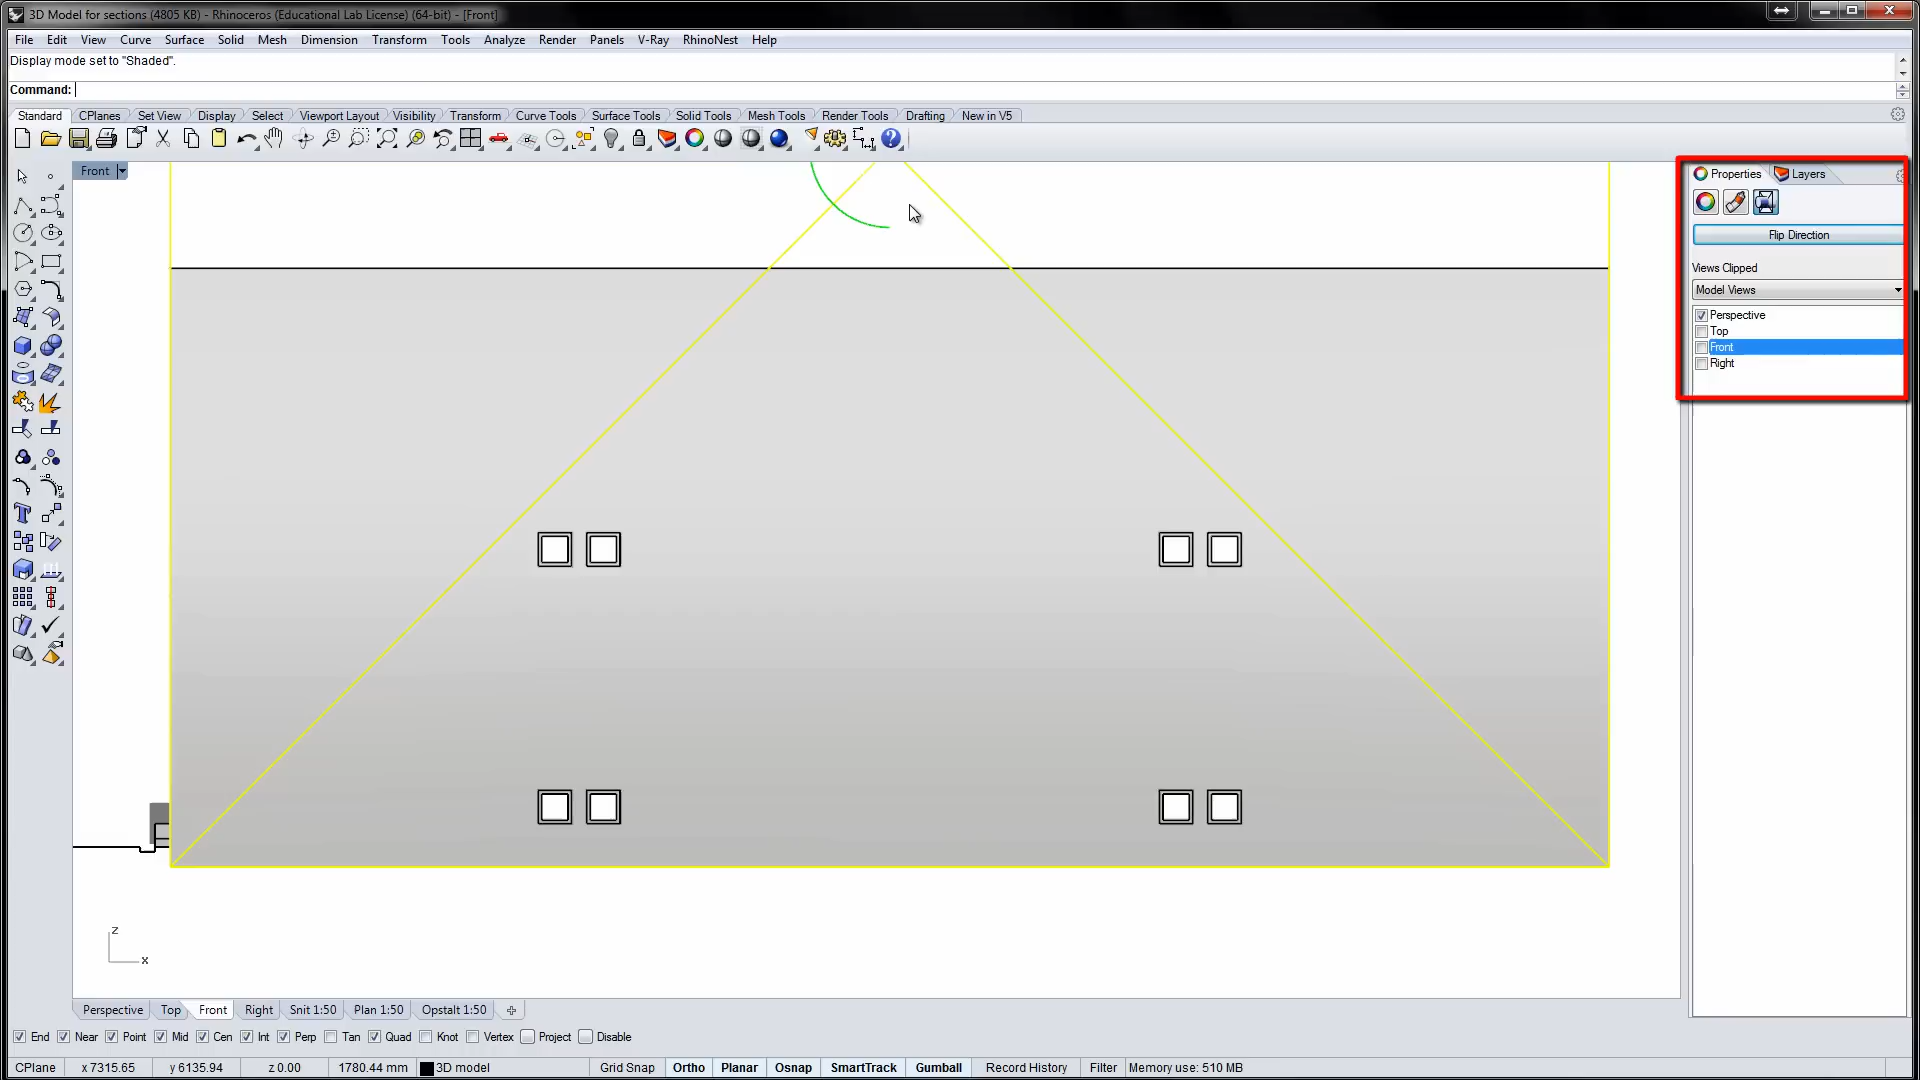 3D Model for sections (4805 KB) - Rhinoceros (Educational Lab License) (64-bit) - [Front]
File Edit View Curve Surface Solid Mesh Dimension Transform Tools Analyze Render Panels V-Ray RhinoNest Help
Display mode set to "Shaded".
Command:
Standard CPlanes Set View Display Select Viewport Layout Visibility Transform Curve Tools Surface Tools Solid Tools Mesh Tools Render Tools Drafting New in V5
Front
Properties Layers
Flip Direction
Views Clipped
Model Views
Perspective
Top
Front
Right
z
x
Perspective Top Front Right Snit 1:50 Plan 1:50 Opstalt 1:50
End Near Point Mid Cen Int Perp Tan Quad Knot Vertex Project Disable
CPlane x 7315.65 y 6135.94 z 0.00 1780.44 mm 3D model Grid Snap Ortho Planar Osnap SmartTrack Gumball Record History Filter Memory use: 510 MB